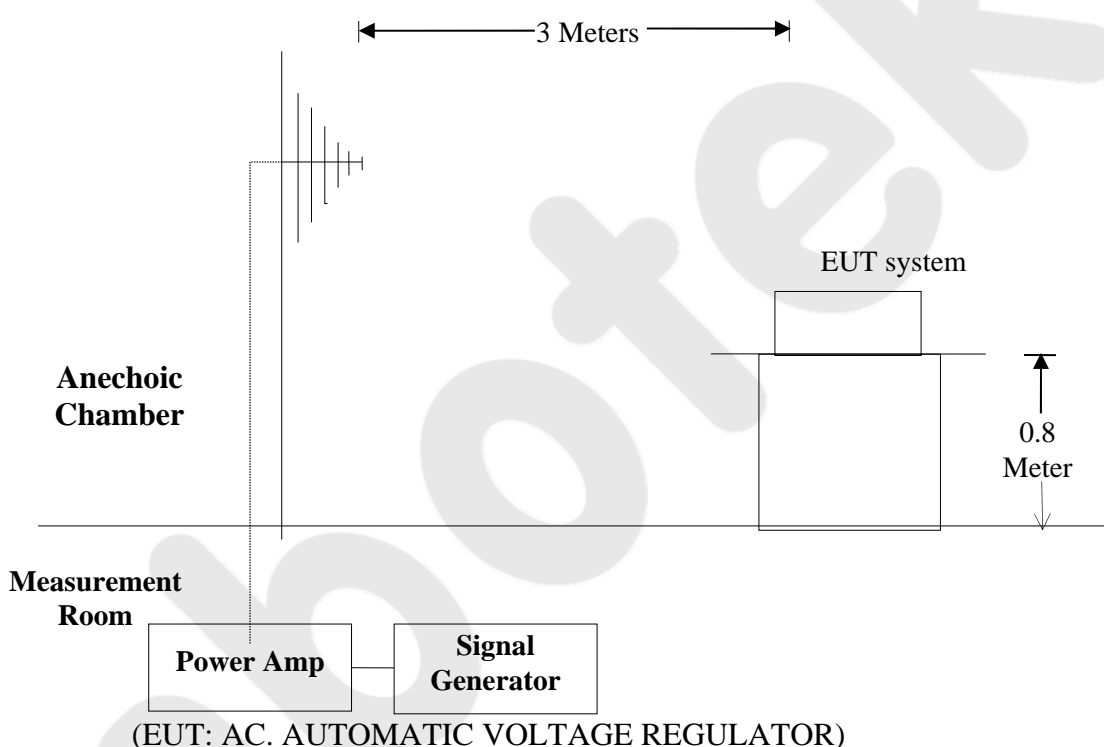 3 Meters
EUT system
Anechoic
Chamber
0.8
Meter
Measurement
Room
Power Amp
Signal
Generator
(EUT: AC. AUTOMATIC VOLTAGE REGULATOR)